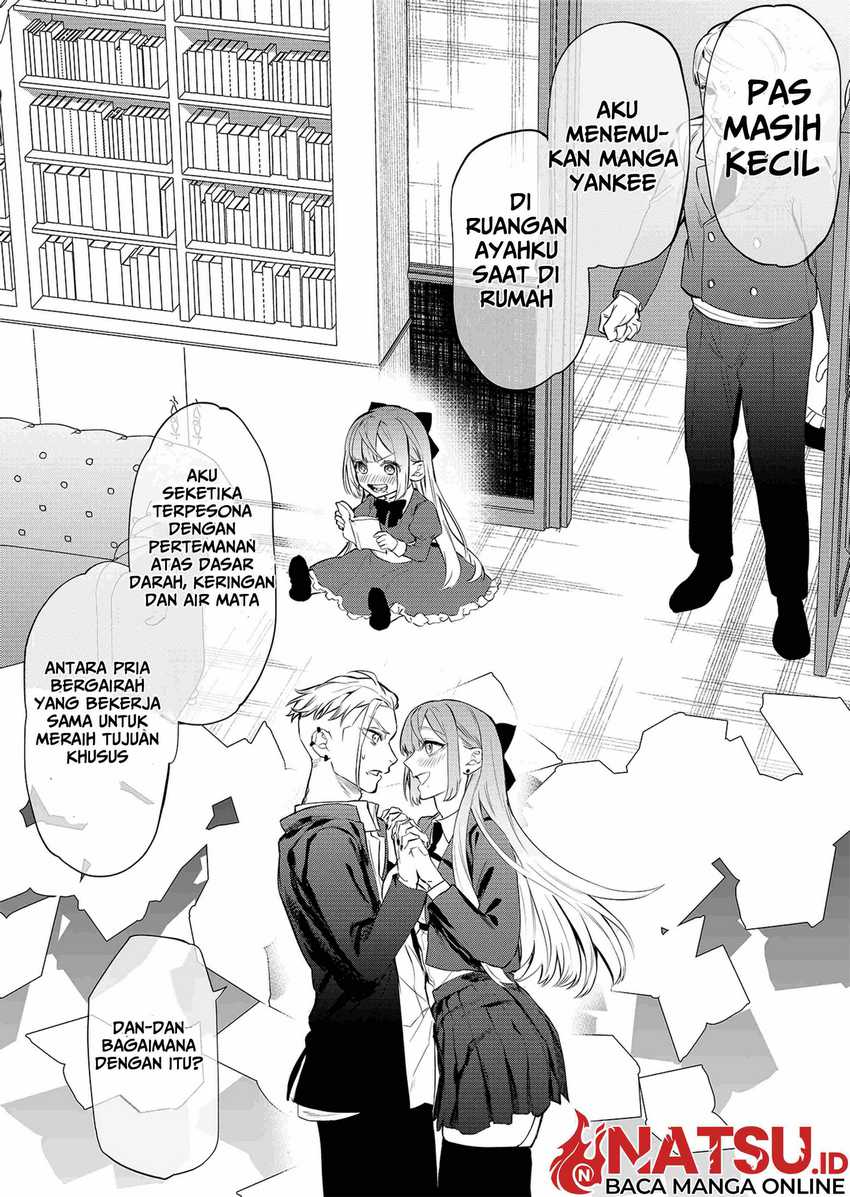 PAS
MASIH
KECIL
AKU
MENEMU-
KAN MANGA
YANKEE
DI
RUANGAN
AYAHKU
SAAT DI
RUMAH
AKU
SEKETIKA
TERPESONA
DENGAN
PERTEMANAN
ATAS DASAR
DARAH, KERINGAN
DAN AIR MATA
ANTARA PRIA
BERGAIRAH
YANG BEKERJA
SAMA UNTUK
MERAIH TUJUAN
KHUSUS
DAN-DAN
BAGAIMANA
DENGAN ITU?
NATSU.ID
BACA MANGA ONLINE